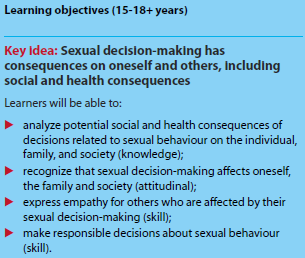 Learning objectives (15-18+ years)
Key Idea: Sexual decision-making has
consequences on oneself and others, including
social and health consequences
Learners will be able to:
► analyze potential social and health consequences of
decisions related to sexual behaviour on the individual,
family, and society (knowledge);
► recognize that sexual decision-making affects oneself,
the family and society (attitudinal);
► express empathy for others who are affected by their
sexual decision-making (skill);
► make responsible decisions about sexual behaviour
(skill).